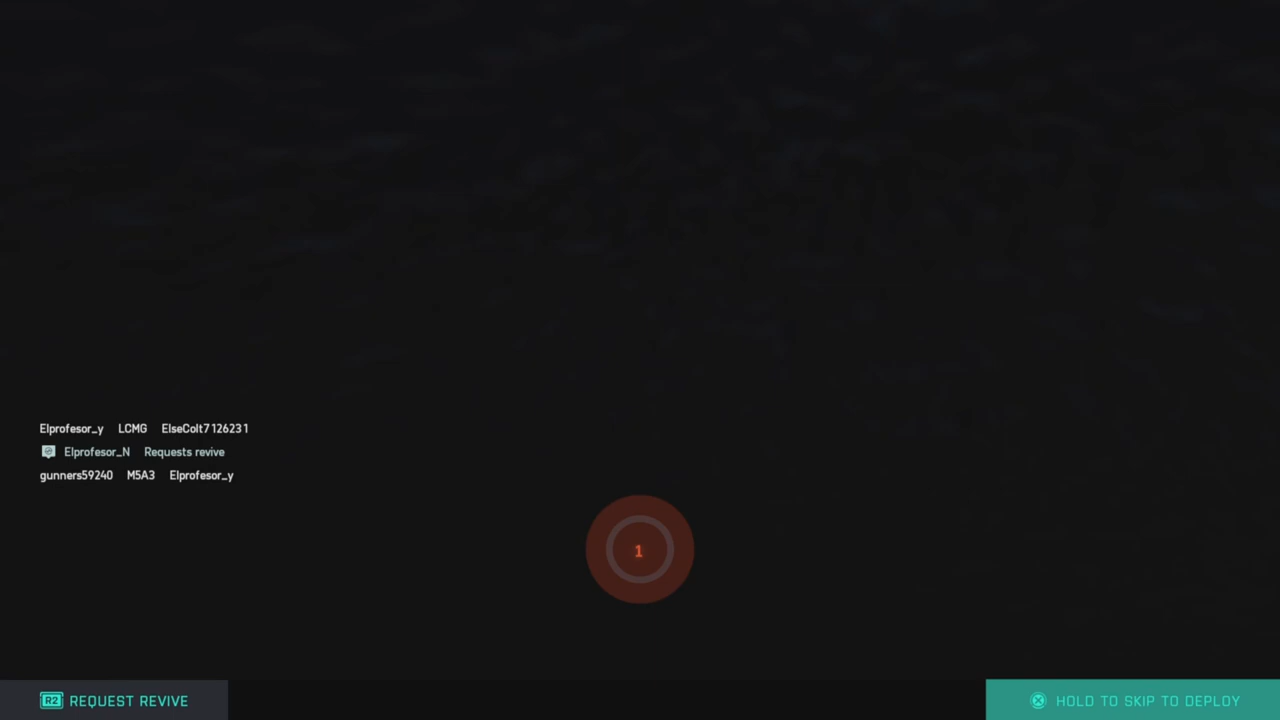 Elprofesor_y LCMG ElseColt7126231
Elprofesor_N Requests revive
gunners59240 M5A3 Elprofesor_y
1
R2 REQUEST REVIVE
HOLD TO SKIP TO DEPLOY